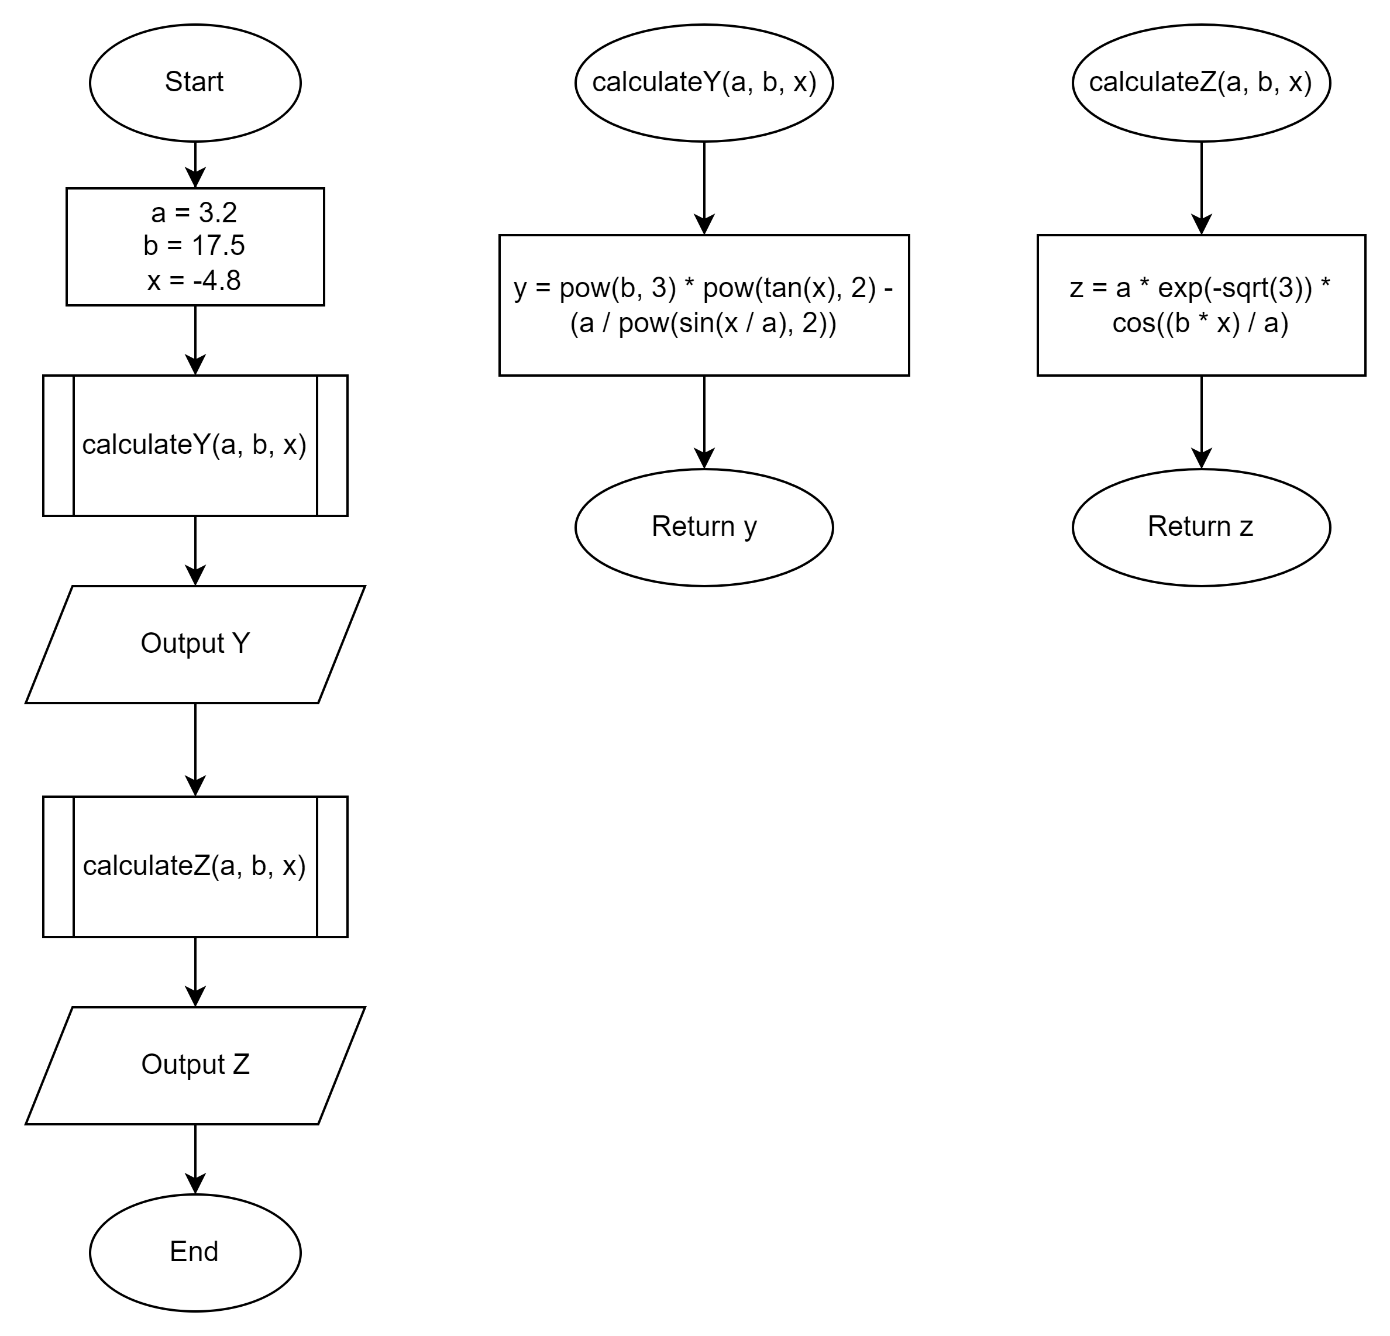 Start
a = 3.2
b = 17.5
x = -4.8
calculateY(a, b, x)
Output Y
calculateZ(a, b, x)
Output Z
End
calculateY(a, b, x)
y = pow(b, 3) * pow(tan(x), 2) -
(a / pow(sin(x / a), 2))
Return y
calculateZ(a, b, x)
z = a * exp(-sqrt(3)) *
cos((b * x) / a)
Return z